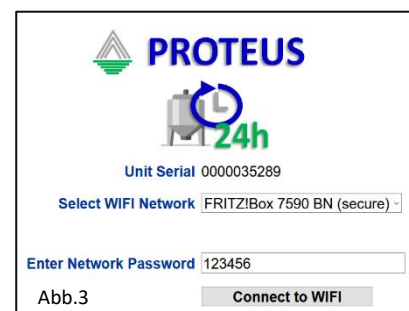 PROTEUS
24h
Unit Serial 0000035289
Select WIFI Network FRITZ!Box 7590 BN (secure)
Enter Network Password 123456
Abb.3 Connect to WIFI